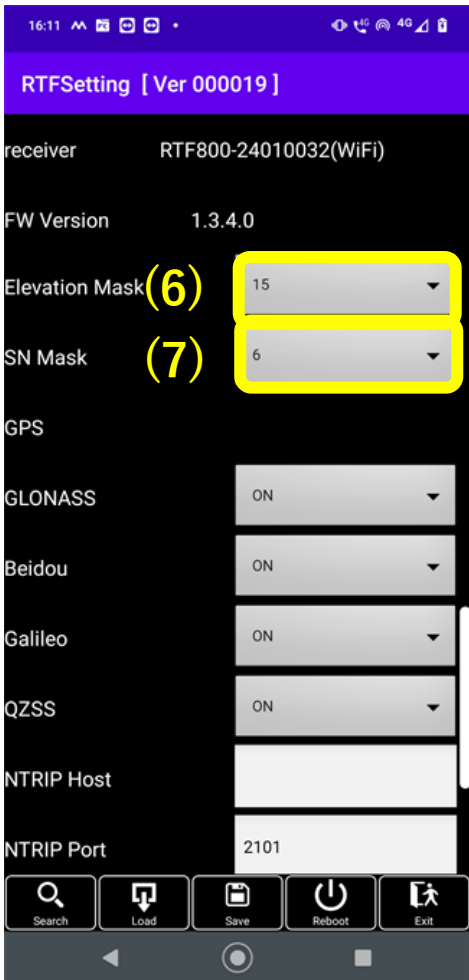 16:11 4G 4G
RTFSetting [ Ver 000019 ]
receiver RTF800-24010032(WiFi)
FW Version 1.3.4.0
Elevation Mask (6) 15
SN Mask (7) 6
GPS
GLONASS ON
Beidou ON
Galileo ON
QZSS ON
NTRIP Host
NTRIP Port 2101
Search Load Save Reboot Exit